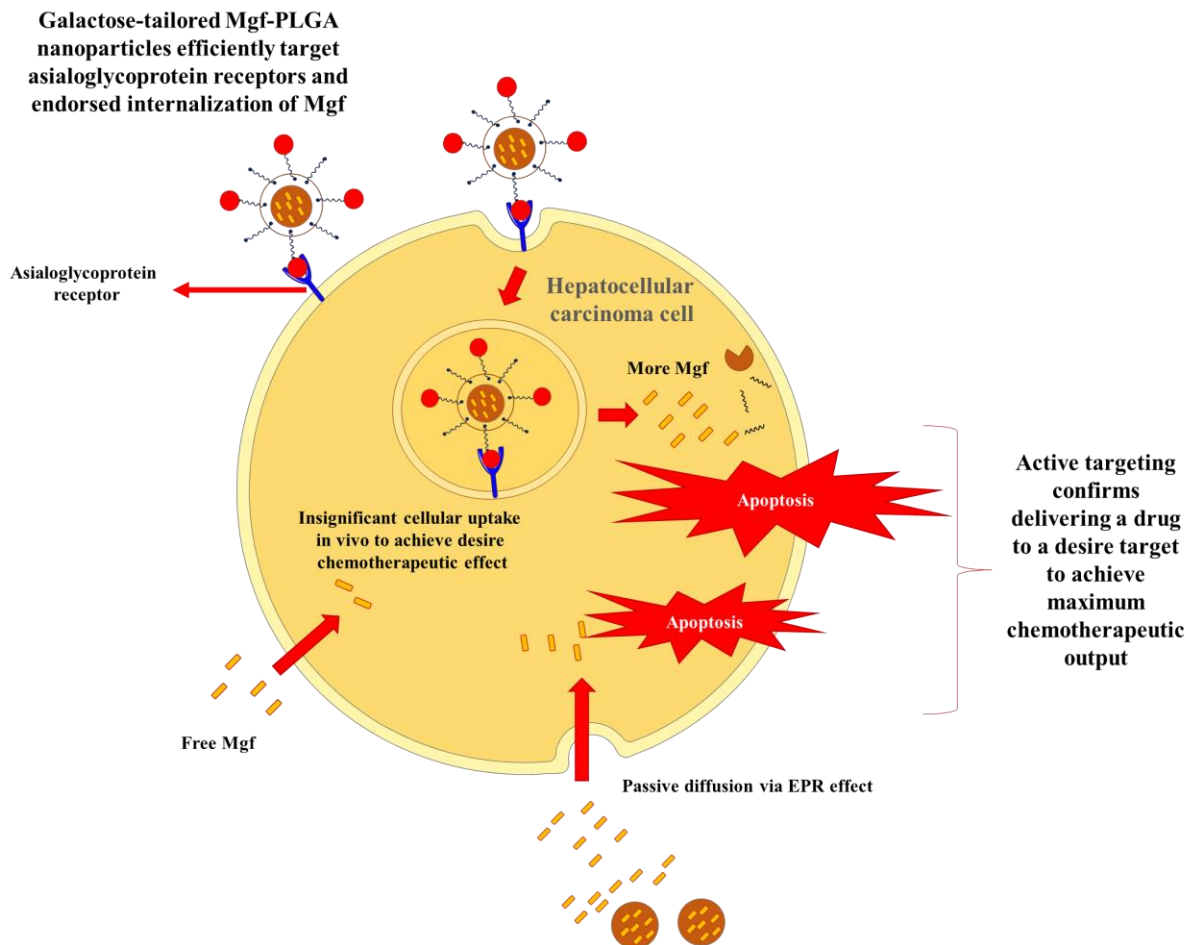 Galactose-tailored Mgf-PLGA
nanoparticles efficiently target
asialoglycoprotein receptors and
endorsed internalization of Mgf
Asialoglycoprotein
receptor
Hepatocellular
carcinoma cell
More Mgf
Apoptosis
Insignificant cellular uptake
in vivo to achieve desire
chemotherapeutic effect
Apoptosis
Free Mgf
Passive diffusion via EPR effect
Active targeting
confirms
delivering a drug
to a desire target
to achieve
maximum
chemotherapeutic
output